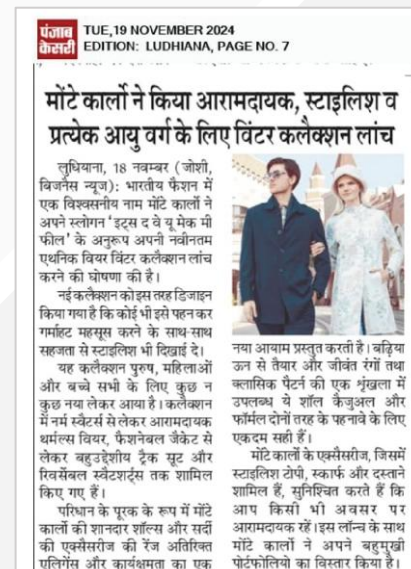 पंजाब केसरी
TUE,19 NOVEMBER 2024
EDITION: LUDHIANA, PAGE NO. 7
मोंटे कार्लो ने किया आरामदायक, स्टाइलिश व
प्रत्येक आयु वर्ग के लिए विंटर कलैक्शन लांच
लुधियाना, 18 नवम्बर (जोशी,
बिजनैस न्यूज): भारतीय फैशन में
एक विश्वसनीय नाम मोंटे कार्लो ने
अपने स्लोगन 'इट्स द वे यू मेक मी
फील' के अनुरूप अपनी नवीनतम
एथनिक वियर विंटर कलैक्शन लांच
करने की घोषणा की है।
नई कलैक्शन को इस तरह डिजाइन
किया गया है कि कोई भी इसे पहन कर
गर्माहट महसूस करने के साथ-साथ
सहजता से स्टाइलिश भी दिखाई दे।
यह कलैक्शन पुरुष, महिलाओं
और बच्चे सभी के लिए कुछ न
कुछ नया लेकर आया है। कलैक्शन
में नर्म स्वैटर्स से लेकर आरामदायक
थर्मल्स वियर, फैशनेबल जैकेट से
लेकर बहुउद्देशीय ट्रैक सूट और
रिवर्सेबल स्वैटशर्ट्स तक शामिल
किए गए हैं।
परिधान के पूरक के रूप में मोंटे
कार्लो की शानदार शॉल्स और सर्दी
की एक्सैसरीज की रेंज अतिरिक्त
एलिगेंस और कार्यक्षमता का एक
नया आयाम प्रस्तुत करती है। बढ़िया
ऊन से तैयार और जीवंत रंगों तथा
क्लासिक पैटर्न की एक शृंखला में
उपलब्ध ये शॉल कैजुअल और
फॉर्मल दोनों तरह के पहनावे के लिए
एकदम सही हैं।
मोंटे कार्लो के एक्सैसरीज, जिसमें
स्टाइलिश टोपी, स्कार्फ और दस्ताने
शामिल हैं, सुनिश्चित करते हैं कि
आप किसी भी अवसर पर
आरामदायक रहें। इस लॉन्च के साथ
मोंटे कार्लो ने अपने बहुमुखी
पोर्टफोलियो का विस्तार किया है।